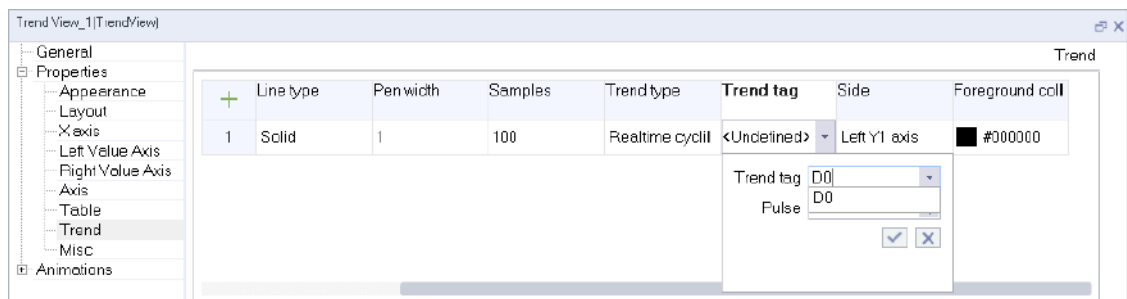 Trend View_1(TrendView)
General
Trend
Properties
Appearance
Layout
X axis
Left Value Axis
Right Value Axis
Axis
Table
Trend
Misc
Animations
+ Line type Pen width Samples Trend type Trend tag Side Foreground coll
1 Solid 1 100 Realtime cyclil <Undefined> Left Y1 axis #000000
Trend tag D0
D0
Pulse